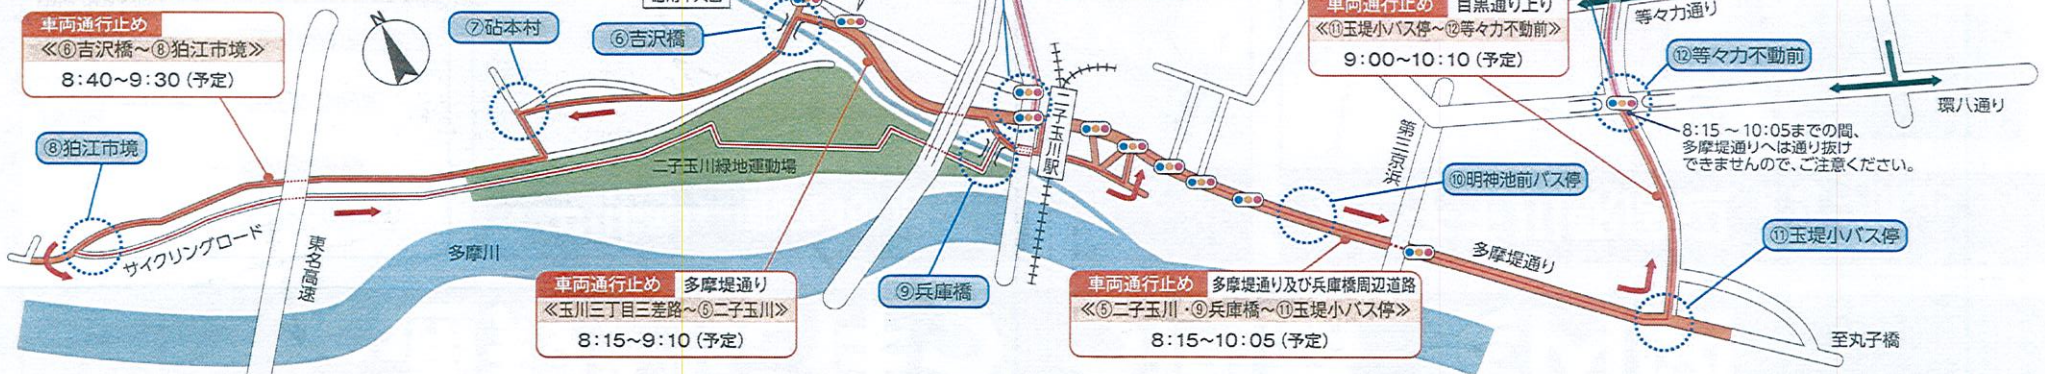 車両通行止め
≪⑥吉沢橋～⑧狛江市境≫
8:40～9:30（予定）
⑦砧本村
⑥吉沢橋
⑧狛江市境
サイクリングロード
東名高速
N
二子玉川緑地運動場
多摩川
車両通行止め 多摩堤通り
≪玉川三丁目三差路～⑤二子玉川≫
8:15～9:10（予定）
⑨兵庫橋
二子玉川駅
車両通行止め 多摩堤通り及び兵庫橋周辺道路
≪⑤二子玉川・⑨兵庫橋～⑪玉堤小バス停≫
8:15～10:05（予定）
車両通行止め 目黒通り上り
≪⑪玉堤小バス停～⑫等々力不動前≫
9:00～10:10（予定）
等々力通り
⑫等々力不動前
環八通り
8:15～10:05までの間、
多摩堤通りへは通り抜け
できませんので、ご注意ください。
第三京浜
⑩明神池前バス停
多摩堤通り
⑪玉堤小バス停
至丸子橋